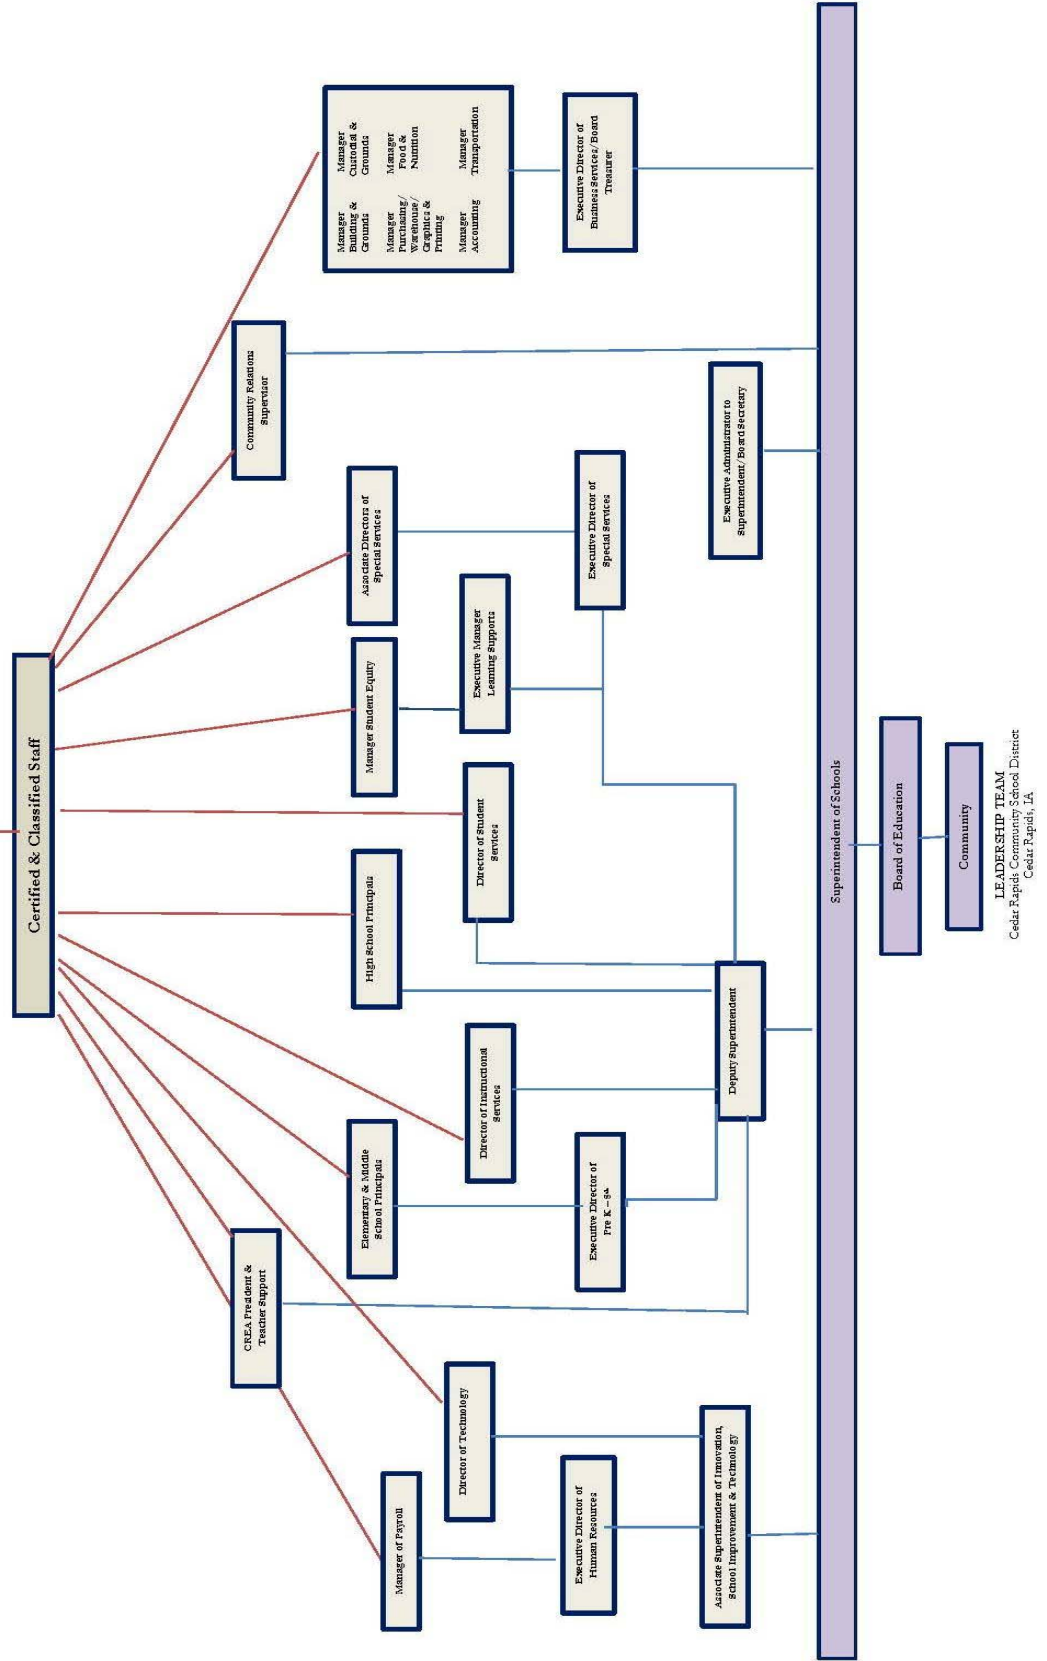 Certified & Classified Staff
CREA President &
Teacher Support
Community Relations
Supervisor
Manager of Payroll
Elementary & Middle
School Principals
High School Principals
Manager Student Equity
Associate Directors of
Special Services
Manager
Building &
Grounds
Manager
Custodial &
Grounds
Manager
Purchasing/
Warehouse/
Graphics &
Printing
Manager
Food &
Nutrition
Manager
Accounting
Manager
Transportation
Director of Technology
Director of Instructional
Services
Director of Student
Services
Executive Manager
Learning Supports
Executive Director of
Human Resources
Executive Director of
Pre K – 8th
Executive Director of
Special Services
Executive Director of
Business Services/Board
Treasurer
Associate Superintendent of Innovation,
School Improvement & Technology
Deputy Superintendent
Executive Administrator to
Superintendent/Board Secretary
Superintendent of Schools
Board of Education
Community
LEADERSHIP TEAM
Cedar Rapids Community School District
Cedar Rapids, IA